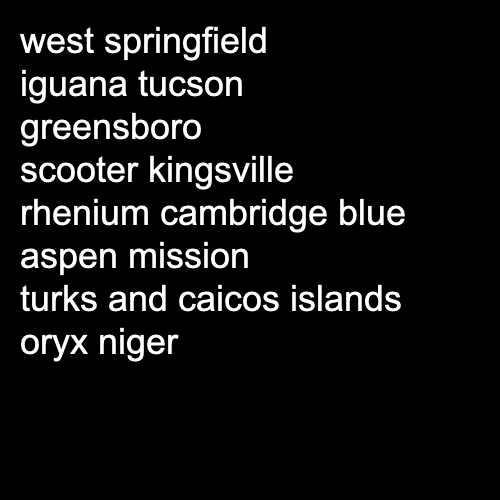 west springfield
iguana tucson
greensboro
scooter kingsville
rhenium cambridge blue
aspen mission
turks and caicos islands
oryx niger